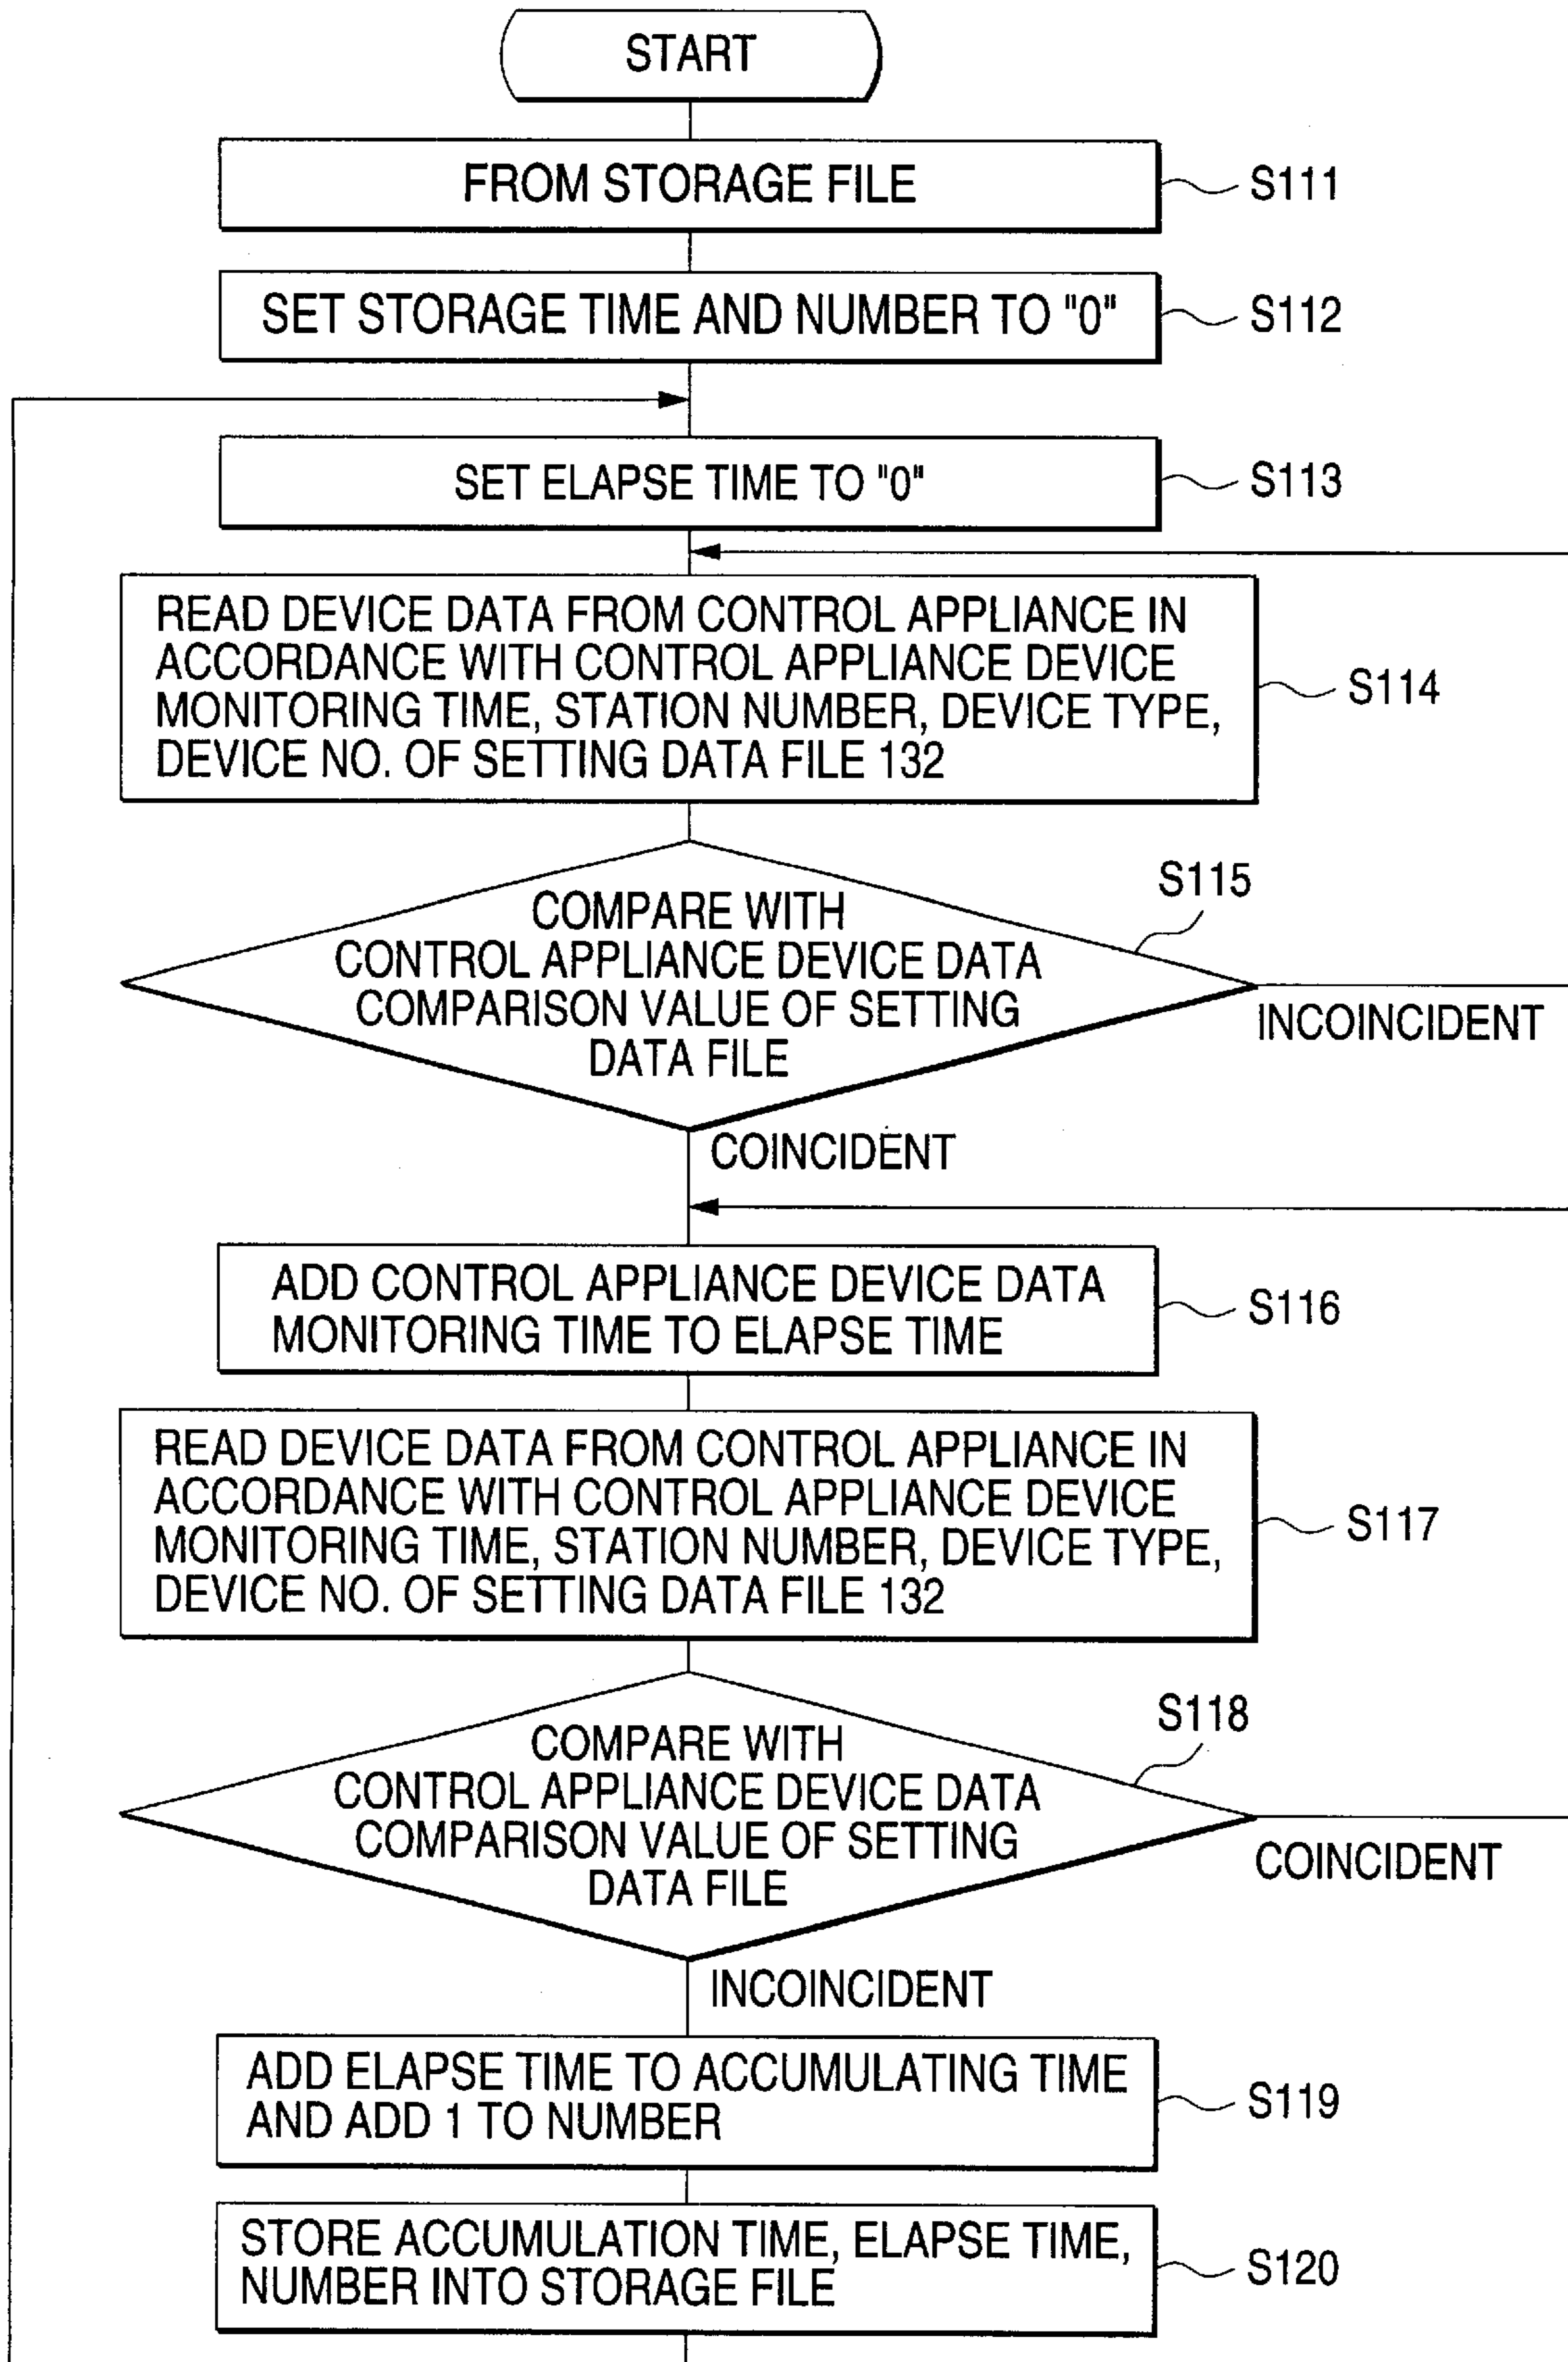 START
FROM STORAGE FILE
S111
SET STORAGE TIME AND NUMBER TO "0"
S112
SET ELAPSE TIME TO "0"
S113
READ DEVICE DATA FROM CONTROL APPLIANCE IN
ACCORDANCE WITH CONTROL APPLIANCE DEVICE
MONITORING TIME, STATION NUMBER, DEVICE TYPE,
DEVICE NO. OF SETTING DATA FILE 132
S114
S115
COMPARE WITH
CONTROL APPLIANCE DEVICE DATA
COMPARISON VALUE OF SETTING
DATA FILE
INCOINCIDENT
COINCIDENT
ADD CONTROL APPLIANCE DEVICE DATA
MONITORING TIME TO ELAPSE TIME
S116
READ DEVICE DATA FROM CONTROL APPLIANCE IN
ACCORDANCE WITH CONTROL APPLIANCE DEVICE
MONITORING TIME, STATION NUMBER, DEVICE TYPE,
DEVICE NO. OF SETTING DATA FILE 132
S117
S118
COMPARE WITH
CONTROL APPLIANCE DEVICE DATA
COMPARISON VALUE OF SETTING
DATA FILE
COINCIDENT
INCOINCIDENT
ADD ELAPSE TIME TO ACCUMULATING TIME
AND ADD 1 TO NUMBER
S119
STORE ACCUMULATION TIME, ELAPSE TIME,
NUMBER INTO STORAGE FILE
S120